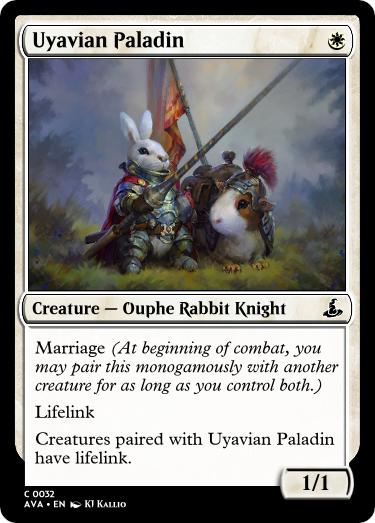 Uyavian Paladin
Creature — Ouphe Rabbit Knight
Marriage (At beginning of combat, you
may pair this monogamously with another
creature for as long as you control both.)
Lifelink
Creatures paired with Uyavian Paladin
have lifelink.
1/1
C 0032
AVA • EN KJ Kallio